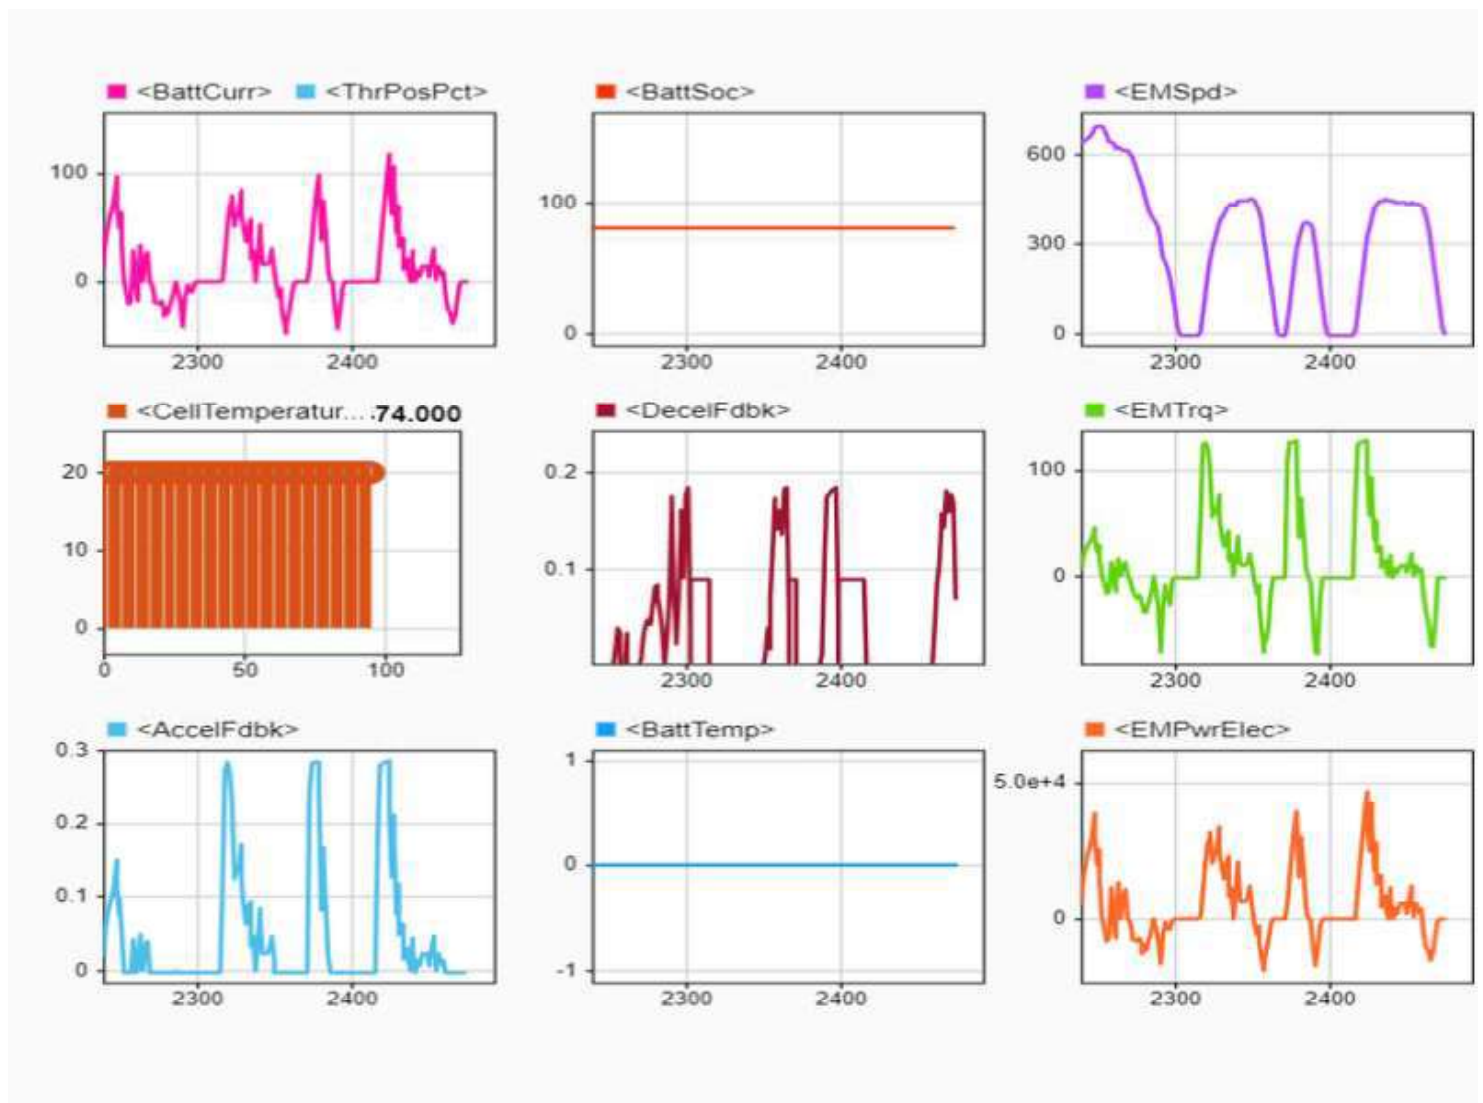 <BattCurr> <ThrPosPct>
100
0
2300 2400
<BattSoc>
100
0
2300 2400
<EMSpd>
600
300
0
2300 2400
<CellTemperatur... .74.000
20
10
0
0 50 100
<DecelFdbk>
0.2
0.1
2300 2400
<EMTrq>
100
0
2300 2400
<AccelFdbk>
0.3
0.2
0.1
0
2300 2400
<BattTemp>
1
0
-1
2300 2400
<EMPwrElec>
5.0e+4
0
2300 2400